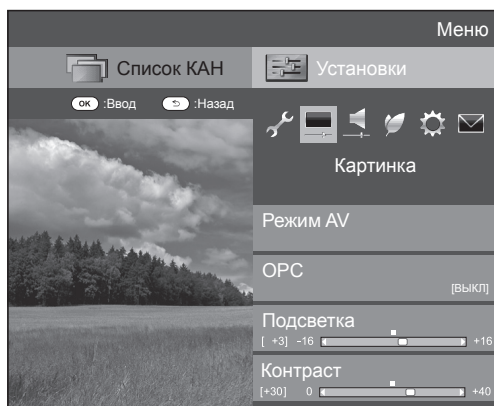 Меню
Список КАН
Установки
OK :Ввод :Назад
Картинка
Режим AV
OPC
[ВЫКЛ]
Подсветка
[ +3] -16 +16
Контраст
[+30] 0 +40